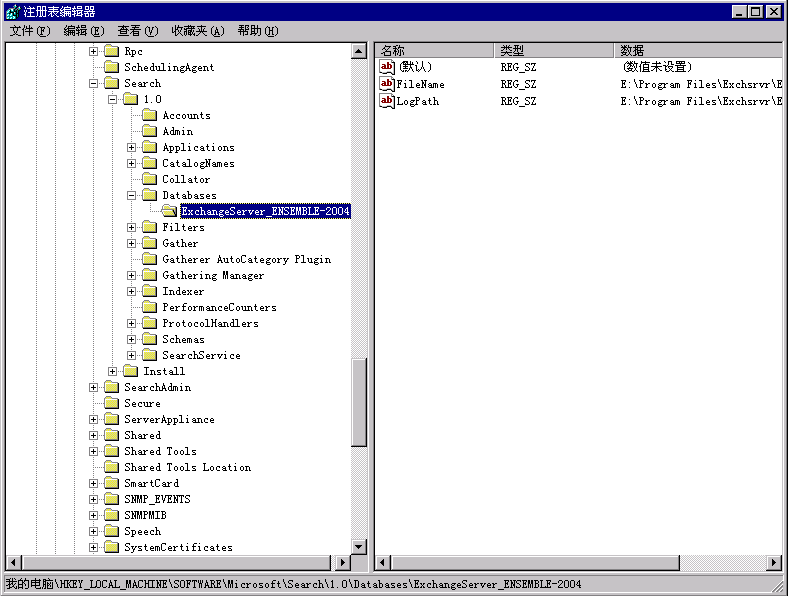 注册表编辑器
文件(F) 编辑(E) 查看(V) 收藏夹(A) 帮助(H)
Rpc
SchedulingAgent
Search
1.0
Accounts
Admin
Applications
CatalogNames
Collator
Databases
ExchangeServer_ENSEMBLE-2004
Filters
Gather
Gatherer AutoCategory Plugin
Gathering Manager
Indexer
PerformanceCounters
ProtocolHandlers
Schemas
SearchService
Install
SearchAdmin
Secure
ServerAppliance
Shared
Shared Tools
Shared Tools Location
SmartCard
SNMP_EVENTS
SNMPMIB
Speech
SystemCertificates
名称 类型 数据
ab (默认) REG_SZ (数值未设置)
ab FileName REG_SZ E:\Program Files\Exchsrvr\E
ab LogPath REG_SZ E:\Program Files\Exchsrvr\E
我的电脑\HKEY_LOCAL_MACHINE\SOFTWARE\Microsoft\Search\1.0\Databases\ExchangeServer_ENSEMBLE-2004